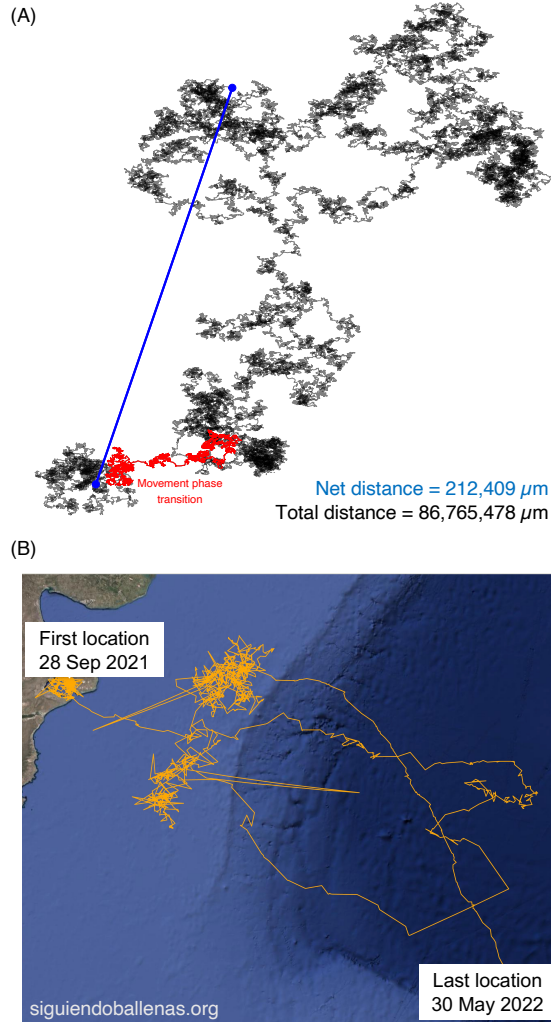 (A)
Movement phase
transition
Net distance = 212,409 µm
Total distance = 86,765,478 µm
(B)
First location
28 Sep 2021
Last location
30 May 2022
siguiendoballenas.org